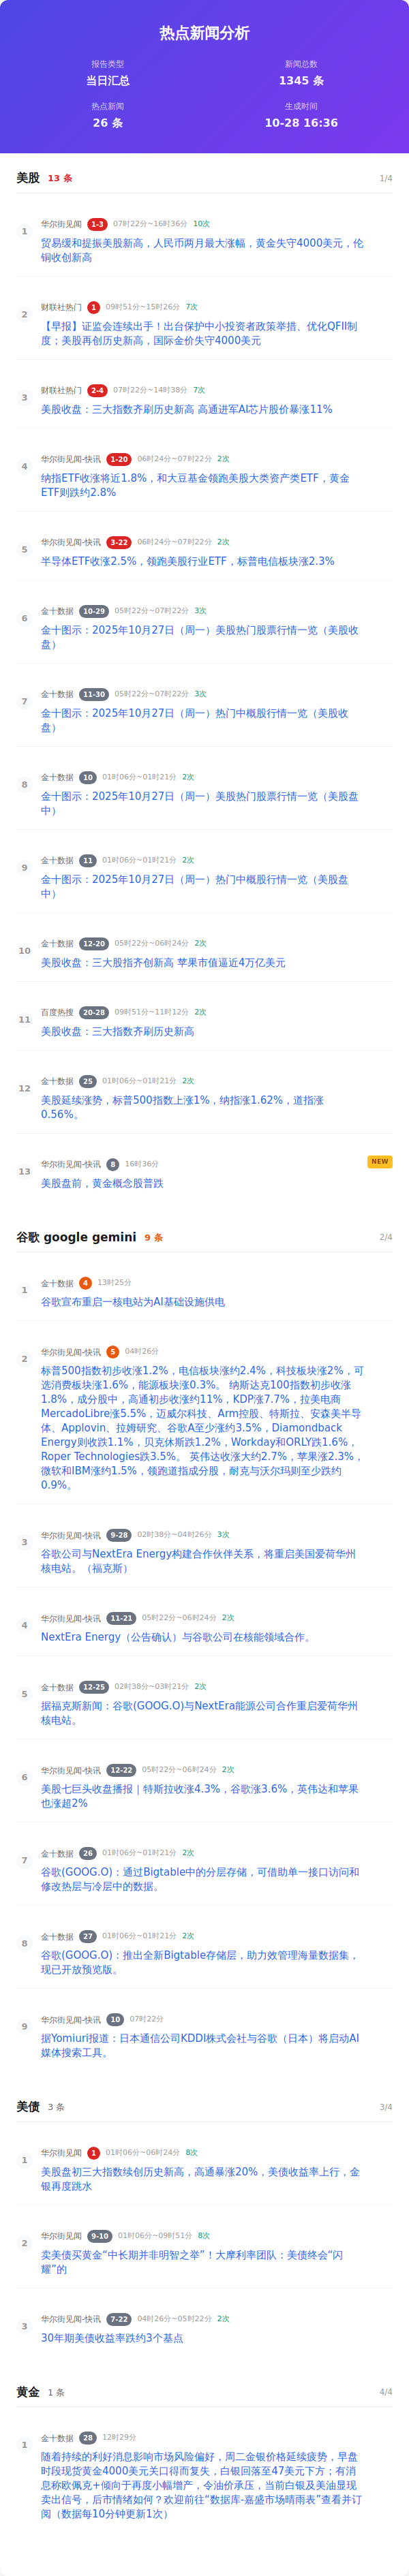 热点新闻分析
报告类型
新闻总数
当日汇总
1345 条
热点新闻
生成时间
26 条
10-28 16:36
美股 13 条 1/4
1
华尔街见闻 1-3 07时22分~16时36分 10次
贸易缓和提振美股新高，人民币两月最大涨幅，黄金失守4000美元，伦
铜收创新高
2
财联社热门 1 09时51分~15时26分 7次
【早报】证监会连续出手！出台保护中小投资者政策举措、优化QFII制
度；美股再创历史新高，国际金价失守4000美元
3
财联社热门 2-4 07时22分~14时38分 7次
美股收盘：三大指数齐刷历史新高 高通进军AI芯片股价暴涨11%
4
华尔街见闻-快讯 1-20 06时24分~07时22分 2次
纳指ETF收涨将近1.8%，和大豆基金领跑美股大类资产类ETF，黄金
ETF则跌约2.8%
5
华尔街见闻-快讯 3-22 06时24分~07时22分 2次
半导体ETF收涨2.5%，领跑美股行业ETF，标普电信板块涨2.3%
6
金十数据 10-29 05时22分~07时22分 3次
金十图示：2025年10月27日（周一）美股热门股票行情一览（美股收
盘）
7
金十数据 11-30 05时22分~07时22分 3次
金十图示：2025年10月27日（周一）热门中概股行情一览（美股收
盘）
8
金十数据 10 01时06分~01时21分 2次
金十图示：2025年10月27日（周一）美股热门股票行情一览（美股盘
中）
9
金十数据 11 01时06分~01时21分 2次
金十图示：2025年10月27日（周一）热门中概股行情一览（美股盘
中）
10
金十数据 12-20 05时22分~06时24分 2次
美股收盘：三大股指齐创新高 苹果市值逼近4万亿美元
11
百度热搜 20-28 09时51分~11时12分 2次
美股收盘：三大指数齐刷历史新高
12
金十数据 25 01时06分~01时21分 2次
美股延续涨势，标普500指数上涨1%，纳指涨1.62%，道指涨
0.56%。
13
华尔街见闻-快讯 8 16时36分 NEW
美股盘前，黄金概念股普跌
谷歌 google gemini 9 条 2/4
1
金十数据 4 13时25分
谷歌宣布重启一核电站为AI基础设施供电
2
华尔街见闻-快讯 5 04时26分
标普500指数初步收涨1.2%，电信板块涨约2.4%，科技板块涨2%，可
选消费板块涨1.6%，能源板块涨0.3%。 纳斯达克100指数初步收涨
1.8%，成分股中，高通初步收涨约11%，KDP涨7.7%，拉美电商
MercadoLibre涨5.5%，迈威尔科技、Arm控股、特斯拉、安森美半导
体、Applovin、拉姆研究、谷歌A至少涨约3.5%，Diamondback
Energy则收跌1.1%，贝克休斯跌1.2%，Workday和ORLY跌1.6%，
Roper Technologies跌3.5%。 英伟达收涨大约2.7%，苹果涨2.3%，
微软和IBM涨约1.5%，领跑道指成分股，耐克与沃尔玛则至少跌约
0.9%。
3
华尔街见闻-快讯 9-28 02时38分~04时26分 3次
谷歌公司与NextEra Energy构建合作伙伴关系，将重启美国爱荷华州
核电站。（福克斯）
4
华尔街见闻-快讯 11-21 05时22分~06时24分 2次
NextEra Energy（公告确认）与谷歌公司在核能领域合作。
5
金十数据 12-25 02时38分~03时21分 2次
据福克斯新闻：谷歌(GOOG.O)与NextEra能源公司合作重启爱荷华州
核电站。
6
华尔街见闻-快讯 12-22 05时22分~06时24分 2次
美股七巨头收盘播报｜特斯拉收涨4.3%，谷歌涨3.6%，英伟达和苹果
也涨超2%
7
金十数据 26 01时06分~01时21分 2次
谷歌(GOOG.O)：通过Bigtable中的分层存储，可借助单一接口访问和
修改热层与冷层中的数据。
8
金十数据 27 01时06分~01时21分 2次
谷歌(GOOG.O)：推出全新Bigtable存储层，助力效管理海量数据集，
现已开放预览版。
9
华尔街见闻-快讯 10 07时22分
据Yomiuri报道：日本通信公司KDDI株式会社与谷歌（日本）将启动AI
媒体搜索工具。
美债 3 条 3/4
1
华尔街见闻 1 01时06分~06时24分 8次
美股盘初三大指数续创历史新高，高通暴涨20%，美债收益率上行，金
银再度跳水
2
华尔街见闻 9-10 01时06分~09时51分 8次
卖美债买黄金“中长期并非明智之举”！大摩利率团队：美债终会“闪
耀”的
3
华尔街见闻-快讯 7-22 04时26分~05时22分 2次
30年期美债收益率跌约3个基点
黄金 1 条 4/4
1
金十数据 28 12时29分
随着持续的利好消息影响市场风险偏好，周二金银价格延续疲势，早盘
时段现货黄金4000美元关口得而复失，白银回落至47美元下方；有消
息称欧佩克+倾向于再度小幅增产，令油价承压，当前白银及美油显现
卖出信号，后市情绪如何？欢迎前往“数据库-嘉盛市场晴雨表”查看并订
阅（数据每10分钟更新1次）